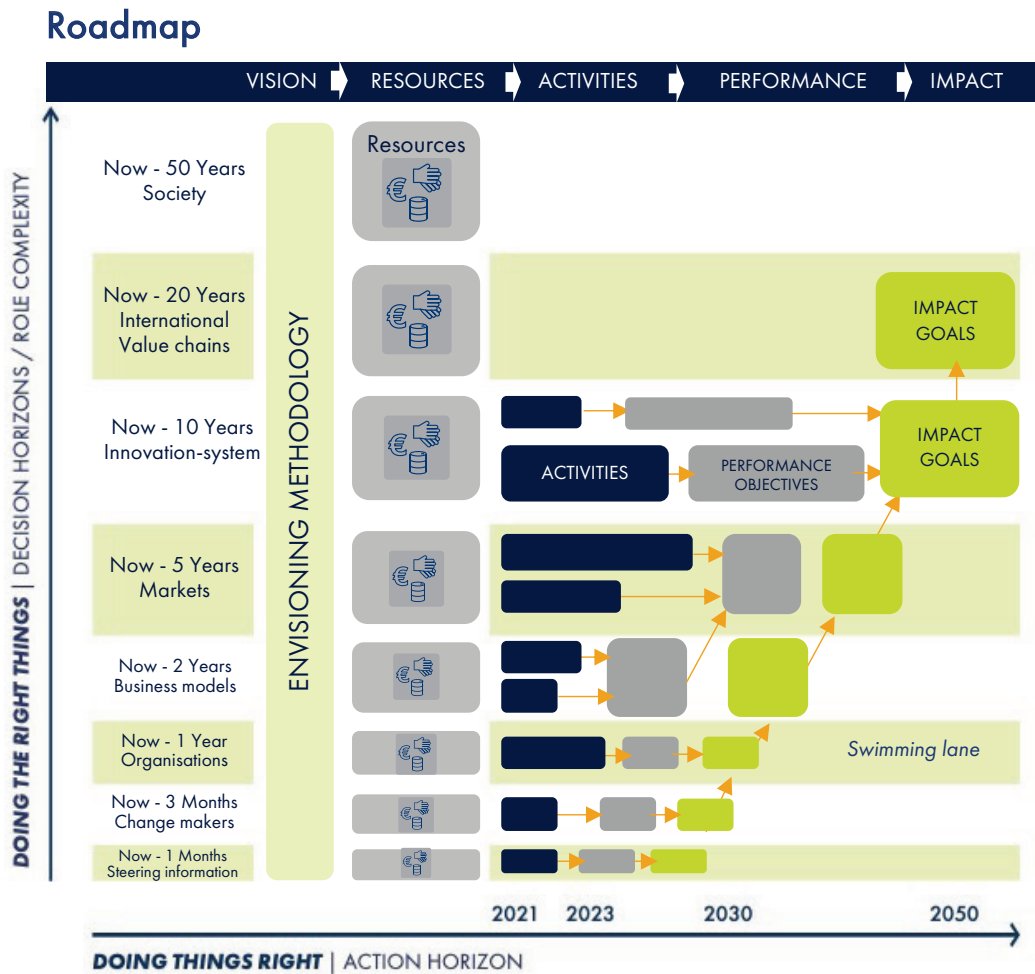 Roadmap
VISION
RESOURCES
ACTIVITIES
PERFORMANCE
IMPACT
DOING THE RIGHT THINGS | DECISION HORIZONS / ROLE COMPLEXITY
ENVISIONING METHODOLOGY
Now - 50 Years
Society
Resources
Now - 20 Years
International
Value chains
IMPACT
GOALS
Now - 10 Years
Innovation-system
ACTIVITIES
PERFORMANCE
OBJECTIVES
IMPACT
GOALS
Now - 5 Years
Markets
Now - 2 Years
Business models
Now - 1 Year
Organisations
Swimming lane
Now - 3 Months
Change makers
Now - 1 Months
Steering information
2021
2023
2030
2050
DOING THINGS RIGHT | ACTION HORIZON